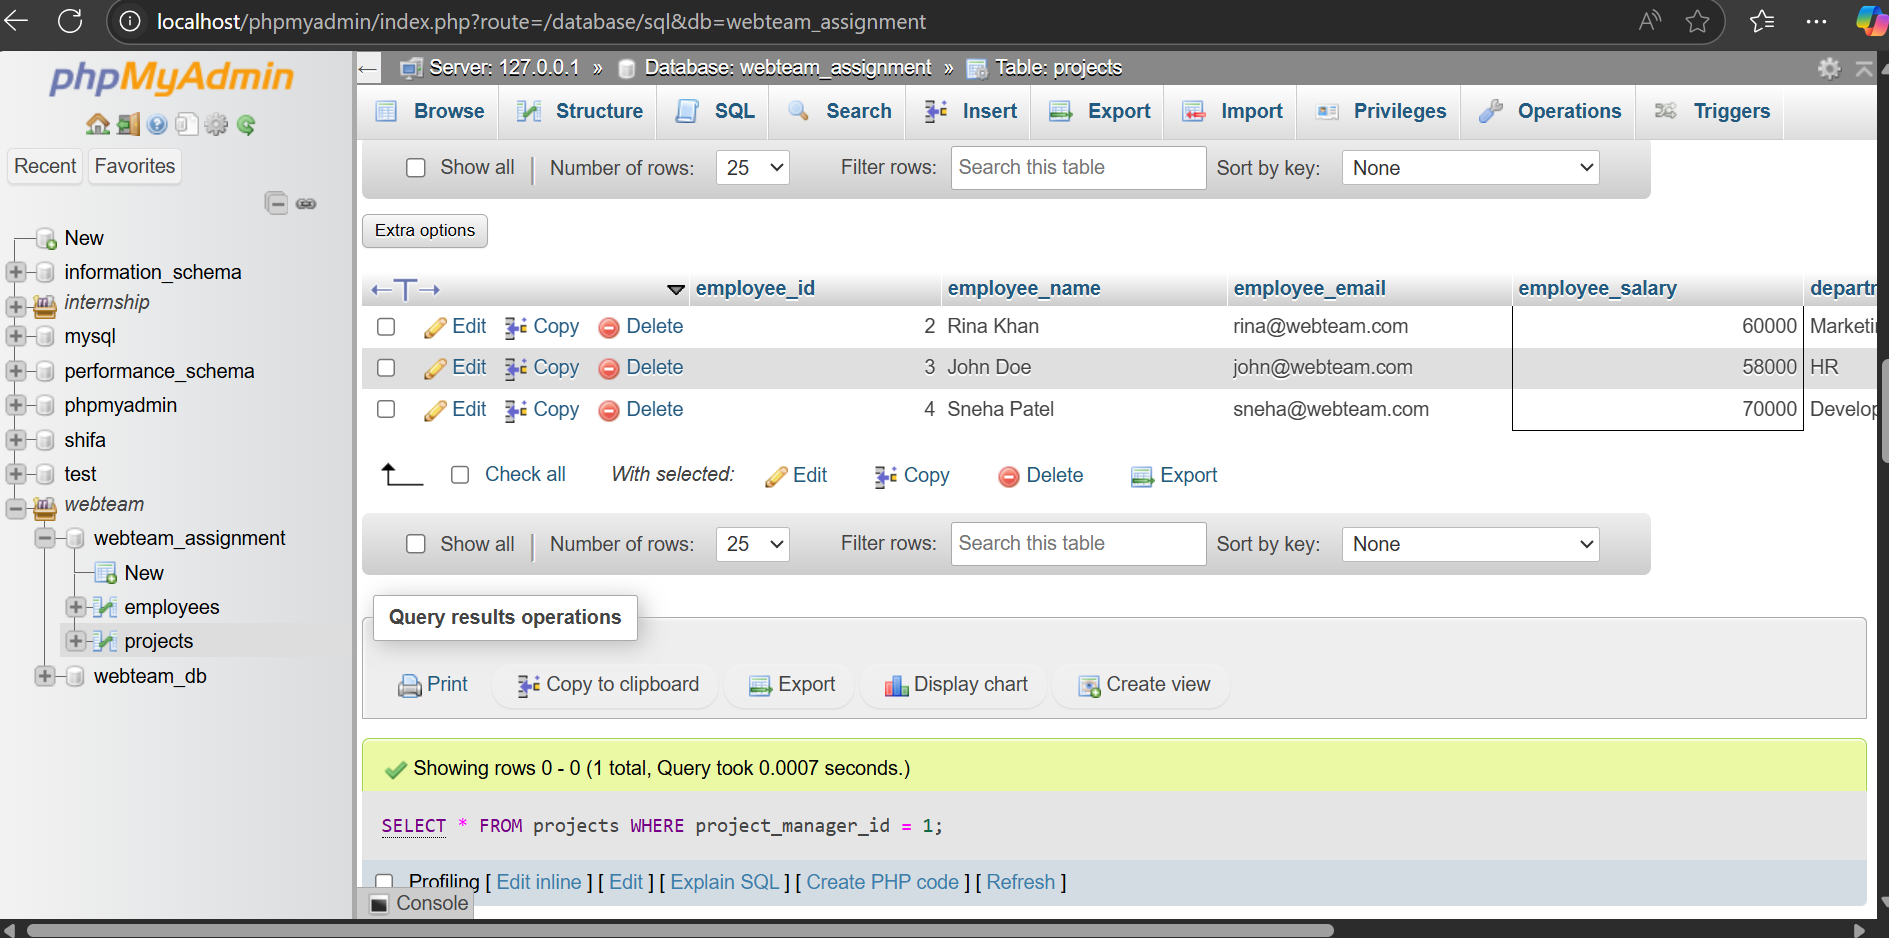 localhost/phpmyadmin/index.php?route=/database/sql&db=webteam_assignment
phpMyAdmin
Recent Favorites
New
information_schema
internship
mysql
performance_schema
phpmyadmin
shifa
test
webteam
webteam_assignment
New
employees
projects
webteam_db
Server: 127.0.0.1 » Database: webteam_assignment » Table: projects
Browse Structure SQL Search Insert Export Import Privileges Operations Triggers
Show all Number of rows: 25 Filter rows: Search this table Sort by key: None
Extra options
employee_id employee_name employee_email employee_salary departm
Edit Copy Delete 2 Rina Khan rina@webteam.com 60000 Marketi
Edit Copy Delete 3 John Doe john@webteam.com 58000 HR
Edit Copy Delete 4 Sneha Patel sneha@webteam.com 70000 Develop
Check all With selected: Edit Copy Delete Export
Show all Number of rows: 25 Filter rows: Search this table Sort by key: None
Query results operations
Print Copy to clipboard Export Display chart Create view
Showing rows 0 - 0 (1 total, Query took 0.0007 seconds.)
SELECT * FROM projects WHERE project_manager_id = 1;
Profiling [ Edit inline ] [ Edit ] [ Explain SQL ] [ Create PHP code ] [ Refresh ]
Console